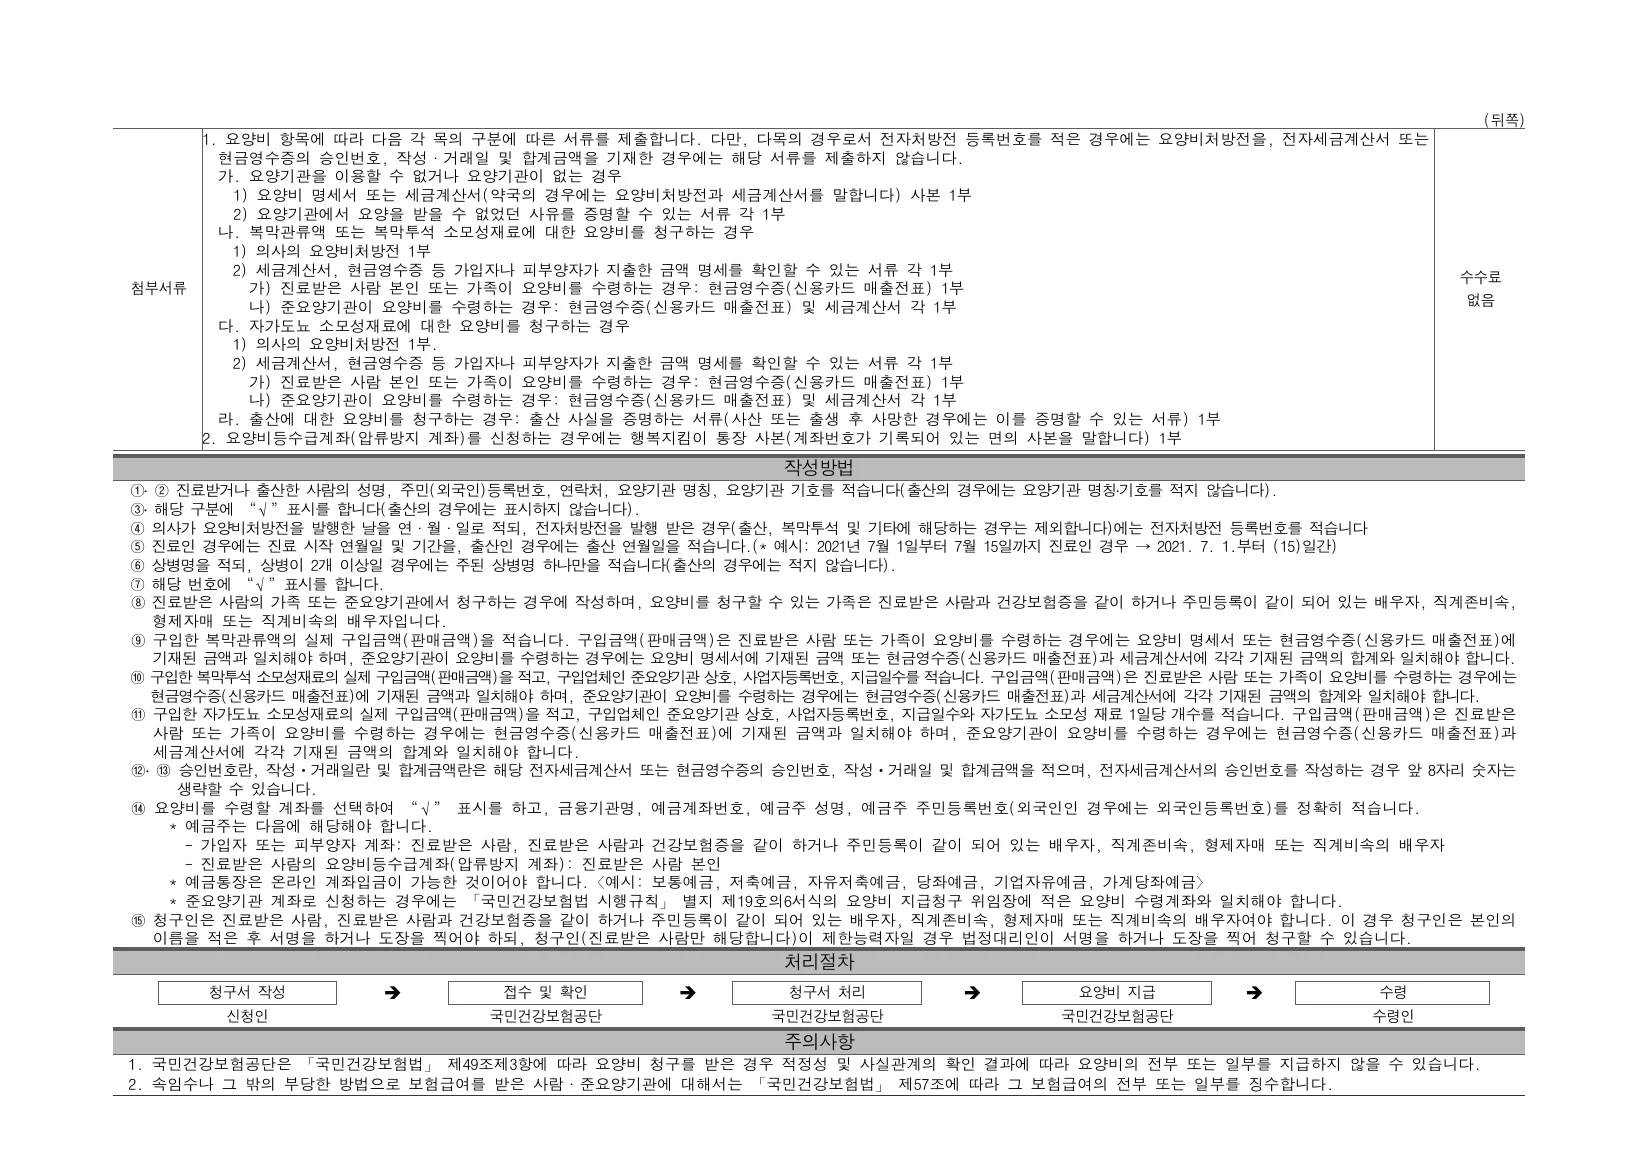 (뒤쪽)
첨부서류
1. 요양비 항목에 따라 다음 각 목의 구분에 따른 서류를 제출합니다. 다만, 다목의 경우로서 전자처방전 등록번호를 적은 경우에는 요양비처방전을, 전자세금계산서 또는
현금영수증의 승인번호, 작성ㆍ거래일 및 합계금액을 기재한 경우에는 해당 서류를 제출하지 않습니다.
가. 요양기관을 이용할 수 없거나 요양기관이 없는 경우
1) 요양비 명세서 또는 세금계산서(약국의 경우에는 요양비처방전과 세금계산서를 말합니다) 사본 1부
2) 요양기관에서 요양을 받을 수 없었던 사유를 증명할 수 있는 서류 각 1부
나. 복막관류액 또는 복막투석 소모성재료에 대한 요양비를 청구하는 경우
1) 의사의 요양비처방전 1부
2) 세금계산서, 현금영수증 등 가입자나 피부양자가 지출한 금액 명세를 확인할 수 있는 서류 각 1부
가) 진료받은 사람 본인 또는 가족이 요양비를 수령하는 경우: 현금영수증(신용카드 매출전표) 1부
나) 준요양기관이 요양비를 수령하는 경우: 현금영수증(신용카드 매출전표) 및 세금계산서 각 1부
다. 자가도뇨 소모성재료에 대한 요양비를 청구하는 경우
1) 의사의 요양비처방전 1부.
2) 세금계산서, 현금영수증 등 가입자나 피부양자가 지출한 금액 명세를 확인할 수 있는 서류 각 1부
가) 진료받은 사람 본인 또는 가족이 요양비를 수령하는 경우: 현금영수증(신용카드 매출전표) 1부
나) 준요양기관이 요양비를 수령하는 경우: 현금영수증(신용카드 매출전표) 및 세금계산서 각 1부
라. 출산에 대한 요양비를 청구하는 경우: 출산 사실을 증명하는 서류(사산 또는 출생 후 사망한 경우에는 이를 증명할 수 있는 서류) 1부
2. 요양비등수급계좌(압류방지 계좌)를 신청하는 경우에는 행복지킴이 통장 사본(계좌번호가 기록되어 있는 면의 사본을 말합니다) 1부
수수료
없음
작성방법
①· ② 진료받거나 출산한 사람의 성명, 주민(외국인)등록번호, 연락처, 요양기관 명칭, 요양기관 기호를 적습니다(출산의 경우에는 요양기관 명칭·기호를 적지 않습니다).
③· 해당 구분에 “√” 표시를 합니다(출산의 경우에는 표시하지 않습니다).
④ 의사가 요양비처방전을 발행한 날을 연ㆍ월ㆍ일로 적되, 전자처방전을 발행 받은 경우(출산, 복막투석 및 기타에 해당하는 경우는 제외합니다)에는 전자처방전 등록번호를 적습니다
⑤ 진료인 경우에는 진료 시작 연월일 및 기간을, 출산인 경우에는 출산 연월일을 적습니다.(* 예시: 2021년 7월 1일부터 7월 15일까지 진료인 경우 → 2021. 7. 1.부터 (15)일간)
⑥ 상병명을 적되, 상병이 2개 이상일 경우에는 주된 상병명 하나만을 적습니다(출산의 경우에는 적지 않습니다).
⑦ 해당 번호에 “√” 표시를 합니다.
⑧ 진료받은 사람의 가족 또는 준요양기관에서 청구하는 경우에 작성하며, 요양비를 청구할 수 있는 가족은 진료받은 사람과 건강보험증을 같이 하거나 주민등록이 같이 되어 있는 배우자, 직계존비속,
형제자매 또는 직계비속의 배우자입니다.
⑨ 구입한 복막관류액의 실제 구입금액(판매금액)을 적습니다. 구입금액(판매금액)은 진료받은 사람 또는 가족이 요양비를 수령하는 경우에는 요양비 명세서 또는 현금영수증(신용카드 매출전표)에
기재된 금액과 일치해야 하며, 준요양기관이 요양비를 수령하는 경우에는 요양비 명세서에 기재된 금액 또는 현금영수증(신용카드 매출전표)과 세금계산서에 각각 기재된 금액의 합계와 일치해야 합니다.
⑩ 구입한 복막투석 소모성재료의 실제 구입금액(판매금액)을 적고, 구입업체인 준요양기관 상호, 사업자등록번호, 지급일수를 적습니다. 구입금액(판매금액)은 진료받은 사람 또는 가족이 요양비를 수령하는 경우에는
현금영수증(신용카드 매출전표)에 기재된 금액과 일치해야 하며, 준요양기관이 요양비를 수령하는 경우에는 현금영수증(신용카드 매출전표)과 세금계산서에 각각 기재된 금액의 합계와 일치해야 합니다.
⑪ 구입한 자가도뇨 소모성재료의 실제 구입금액(판매금액)을 적고, 구입업체인 준요양기관 상호, 사업자등록번호, 지급일수와 자가도뇨 소모성 재료 1일당 개수를 적습니다. 구입금액(판매금액)은 진료받은
사람 또는 가족이 요양비를 수령하는 경우에는 현금영수증(신용카드 매출전표)에 기재된 금액과 일치해야 하며, 준요양기관이 요양비를 수령하는 경우에는 현금영수증(신용카드 매출전표)과
세금계산서에 각각 기재된 금액의 합계와 일치해야 합니다.
⑫· ⑬ 승인번호란, 작성•거래일란 및 합계금액란은 해당 전자세금계산서 또는 현금영수증의 승인번호, 작성•거래일 및 합계금액을 적으며, 전자세금계산서의 승인번호를 작성하는 경우 앞 8자리 숫자는
생략할 수 있습니다.
⑭ 요양비를 수령할 계좌를 선택하여 “√” 표시를 하고, 금융기관명, 예금계좌번호, 예금주 성명, 예금주 주민등록번호(외국인인 경우에는 외국인등록번호)를 정확히 적습니다.
* 예금주는 다음에 해당해야 합니다.
- 가입자 또는 피부양자 계좌: 진료받은 사람, 진료받은 사람과 건강보험증을 같이 하거나 주민등록이 같이 되어 있는 배우자, 직계존비속, 형제자매 또는 직계비속의 배우자
- 진료받은 사람의 요양비등수급계좌(압류방지 계좌): 진료받은 사람 본인
* 예금통장은 온라인 계좌입금이 가능한 것이어야 합니다.〈예시: 보통예금, 저축예금, 자유저축예금, 당좌예금, 기업자유예금, 가계당좌예금〉
* 준요양기관 계좌로 신청하는 경우에는 「국민건강보험법 시행규칙」 별지 제19호의6서식의 요양비 지급청구 위임장에 적은 요양비 수령계좌와 일치해야 합니다.
⑮ 청구인은 진료받은 사람, 진료받은 사람과 건강보험증을 같이 하거나 주민등록이 같이 되어 있는 배우자, 직계존비속, 형제자매 또는 직계비속의 배우자여야 합니다. 이 경우 청구인은 본인의
이름을 적은 후 서명을 하거나 도장을 찍어야 하되, 청구인(진료받은 사람만 해당합니다)이 제한능력자일 경우 법정대리인이 서명을 하거나 도장을 찍어 청구할 수 있습니다.
처리절차
청구서 작성 ➔ 접수 및 확인 ➔ 청구서 처리 ➔ 요양비 지급 ➔ 수령
신청인 국민건강보험공단 국민건강보험공단 국민건강보험공단 수령인
주의사항
1. 국민건강보험공단은 「국민건강보험법」 제49조제3항에 따라 요양비 청구를 받은 경우 적정성 및 사실관계의 확인 결과에 따라 요양비의 전부 또는 일부를 지급하지 않을 수 있습니다.
2. 속임수나 그 밖의 부당한 방법으로 보험급여를 받은 사람ㆍ준요양기관에 대해서는 「국민건강보험법」 제57조에 따라 그 보험급여의 전부 또는 일부를 징수합니다.